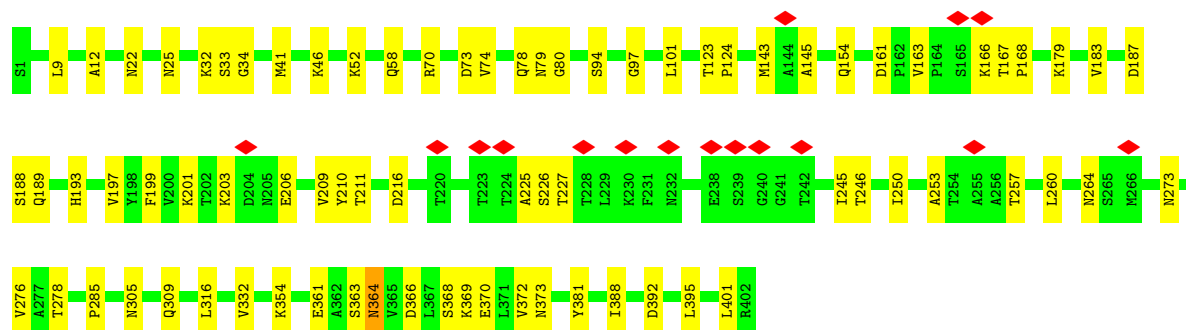 S1 L9 A12 N22 N25 K32 S33 G34 M41 K46 K52 Q58 R70 D73 V74 Q78 N79 G80 S94 G97 L101 T123 P124 M143 A144 A145 Q154 D161 P162 V163 P164 S165 K166 T167 P168 K179 V183 D187
S188 Q189 H193 V197 Y198 F199 V200 K201 T202 K203 D204 N205 E206 V209 Y210 T211 D216 T220 T223 T224 A225 S226 T227 T228 L229 K230 F231 N232 E238 S239 G240 G241 T242 I245 T246 I250 A253 T254 A255 A256 T257 L260 N264 S265 M266 N273
V276 A277 T278 P285 N305 Q309 L316 V332 K354 E361 A362 S363 N364 V365 D366 L367 S368 K369 E370 L371 V372 N373 Y381 I388 D392 L395 L401 R402